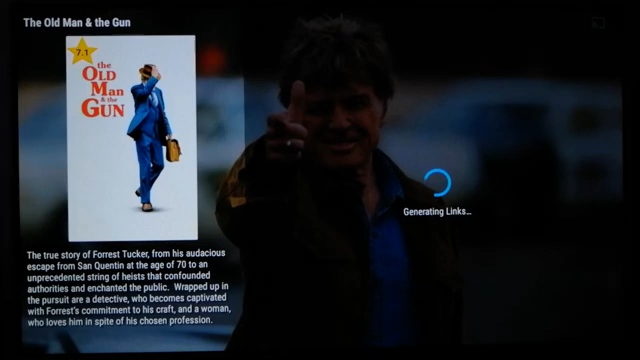 The Old Man & the Gun
7.1
the
OLD
MAN
& the
GUN
Generating Links...
The true story of Forrest Tucker, from his audacious
escape from San Quentin at the age of 70 to an
unprecedented string of heists that confounded
authorities and enchanted the public.  Wrapped up in
the pursuit are a detective, who becomes captivated
with Forrest's commitment to his craft, and a woman,
who loves him in spite of his chosen profession.